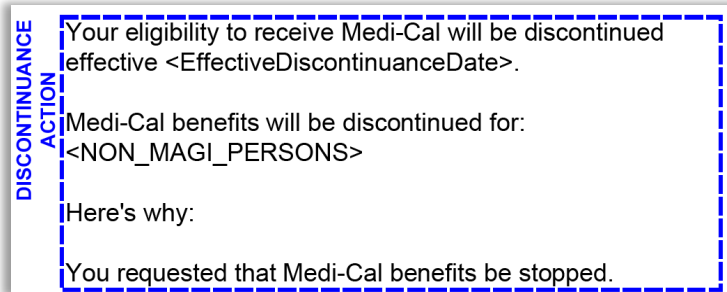 DISCONTINUANCE
ACTION
Your eligibility to receive Medi-Cal will be discontinued
effective <EffectiveDiscontinuanceDate>.
Medi-Cal benefits will be discontinued for:
<NON_MAGI_PERSONS>
Here's why:
You requested that Medi-Cal benefits be stopped.